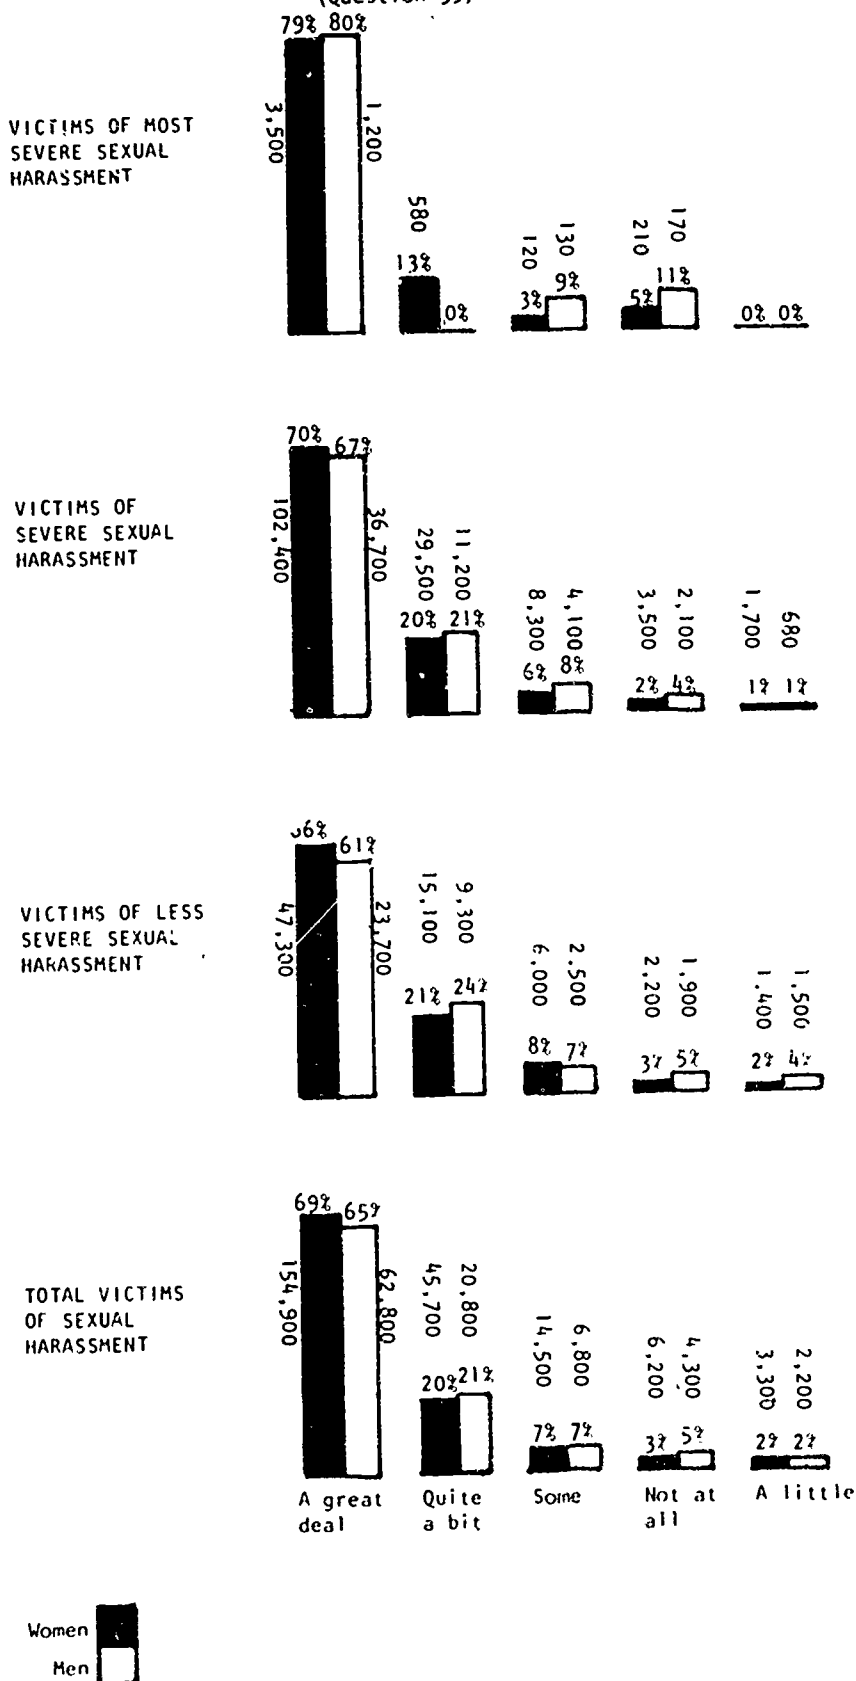 (Question 35)
79% 80%
VICTIMS OF MOST
SEVERE SEXUAL
HARASSMENT
3,500
1,200
580
13%
0%
120
130
3%
9%
210
170
5%
11%
0% 0%
VICTIMS OF
SEVERE SEXUAL
HARASSMENT
70%
67%
102,400
36,700
29,500
11,200
20% 21%
8,300
4,100
6%
8%
3,500
2,100
2% 4%
1,700
680
1% 1%
VICTIMS OF LESS
SEVERE SEXUAL
HARASSMENT
66%
61%
47,300
23,700
15,100
9,300
21%
24%
6,000
2,500
8%
7%
2,200
1,900
3%
5%
1,400
1,500
2% 4%
TOTAL VICTIMS
OF SEXUAL
HARASSMENT
69%
65%
154,900
62,800
45,700
20,800
20% 21%
14,500
6,800
7% 7%
6,200
4,300
3%
5%
3,300
2,200
2% 2%
A great
deal
Quite
a bit
Some
Not at
all
A little
Women
Men